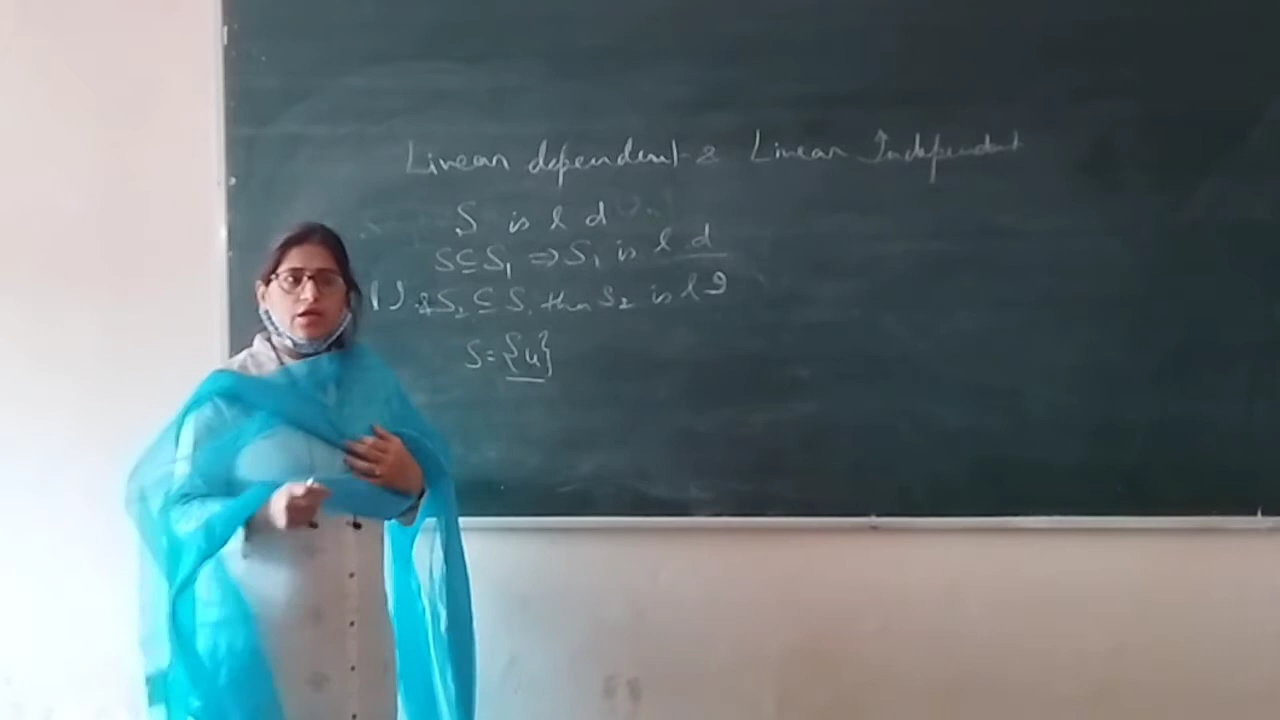 Linear dependent & Linear Independent
S is l d
S ⊆ S₁ ⇒ S₁ is l d
l I & S₂ ⊆ S, then S₂ is l I
S = {u}